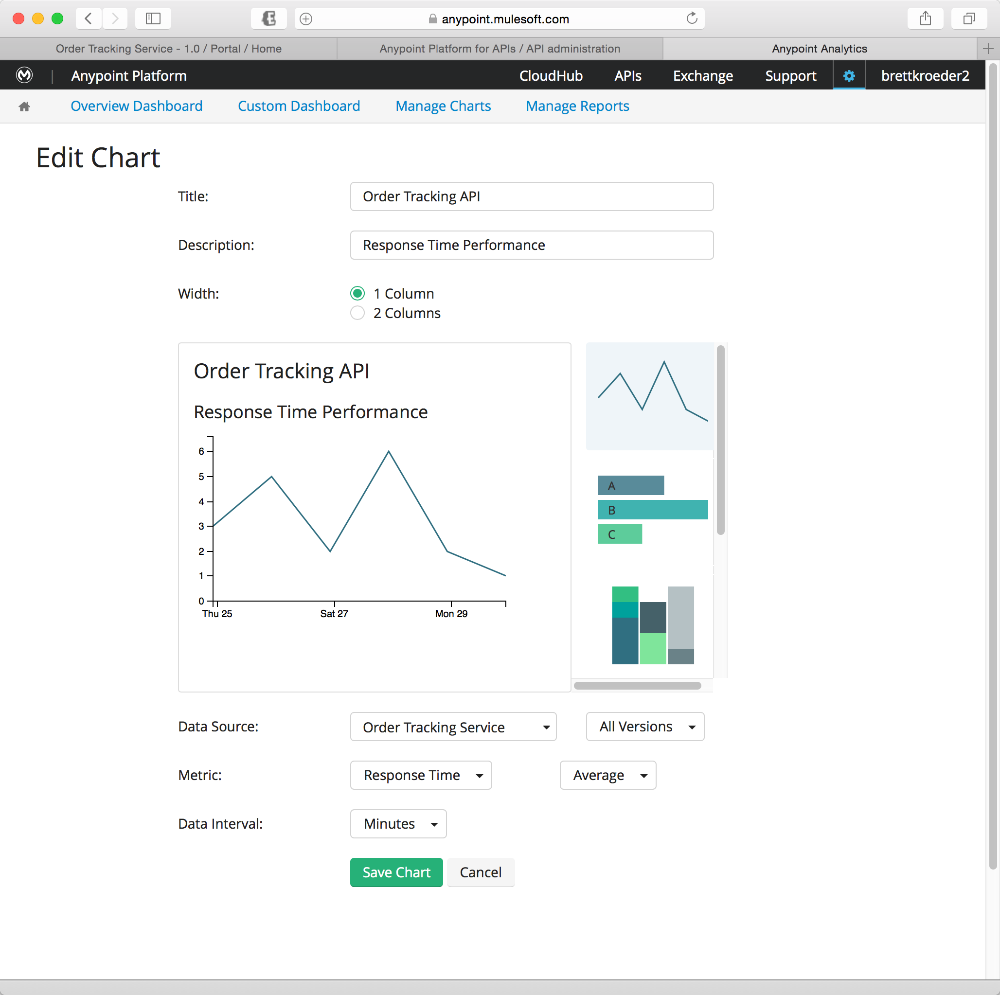 anypoint.mulesoft.com
Order Tracking Service - 1.0 / Portal / Home
Anypoint Platform for APIs / API administration
Anypoint Analytics
Anypoint Platform
CloudHub
APIs
Exchange
Support
brettkroeder2
Overview Dashboard
Custom Dashboard
Manage Charts
Manage Reports
Edit Chart
Title:
Order Tracking API
Description:
Response Time Performance
Width:
1 Column
2 Columns
Order Tracking API
Response Time Performance
6
5
4
3
2
1
0
Thu 25
Sat 27
Mon 29
A
B
C
Data Source:
Order Tracking Service
All Versions
Metric:
Response Time
Average
Data Interval:
Minutes
Save Chart
Cancel